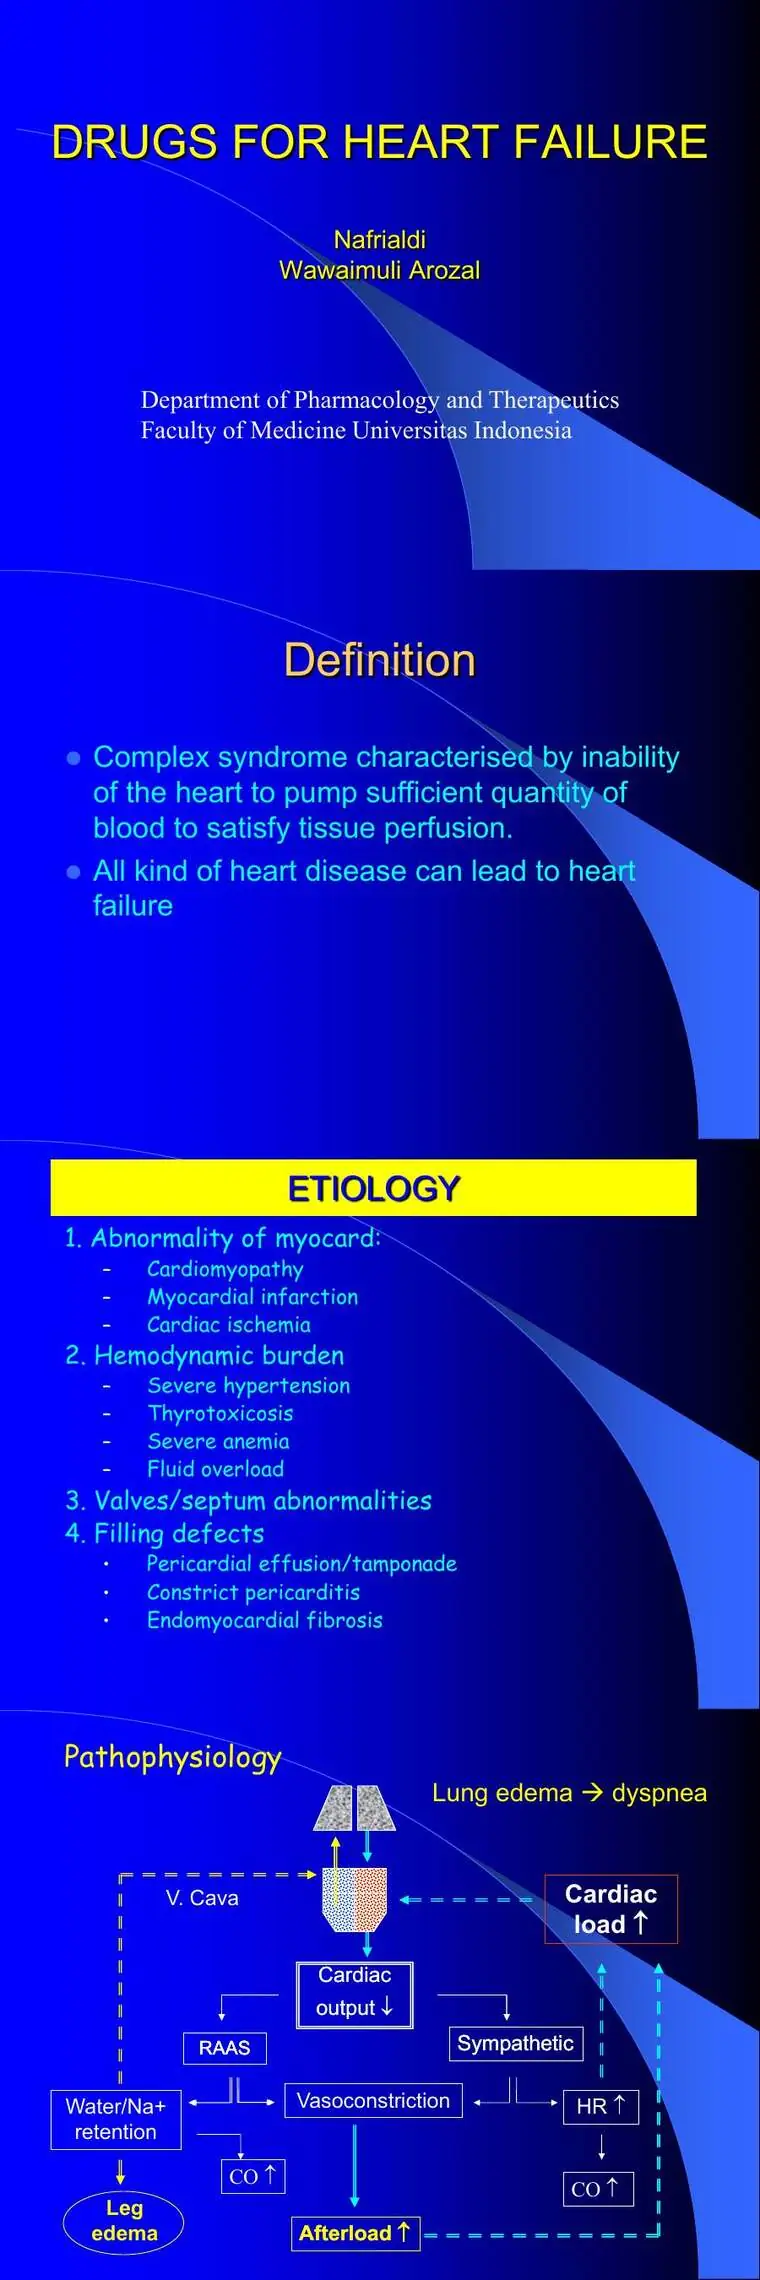 DRUGS FOR HEART FAILURE
Nafrialdi
Wawaimuli Arozal
Department of Pharmacology and Therapeutics
Faculty of Medicine Universitas Indonesia
Definition
● Complex syndrome characterised by inability
of the heart to pump sufficient quantity of
blood to satisfy tissue perfusion.
● All kind of heart disease can lead to heart
failure
ETIOLOGY
1. Abnormality of myocard:
– Cardiomyopathy
– Myocardial infarction
– Cardiac ischemia
2. Hemodynamic burden
– Severe hypertension
– Thyrotoxicosis
– Severe anemia
– Fluid overload
3. Valves/septum abnormalities
4. Filling defects
• Pericardial effusion/tamponade
• Constrict pericarditis
• Endomyocardial fibrosis
Pathophysiology
Lung edema → dyspnea
V. Cava
Cardiac
load ↑
Cardiac
output ↓
RAAS
Sympathetic
Water/Na+
retention
Vasoconstriction
HR ↑
CO ↑
CO ↑
Leg
edema
Afterload ↑